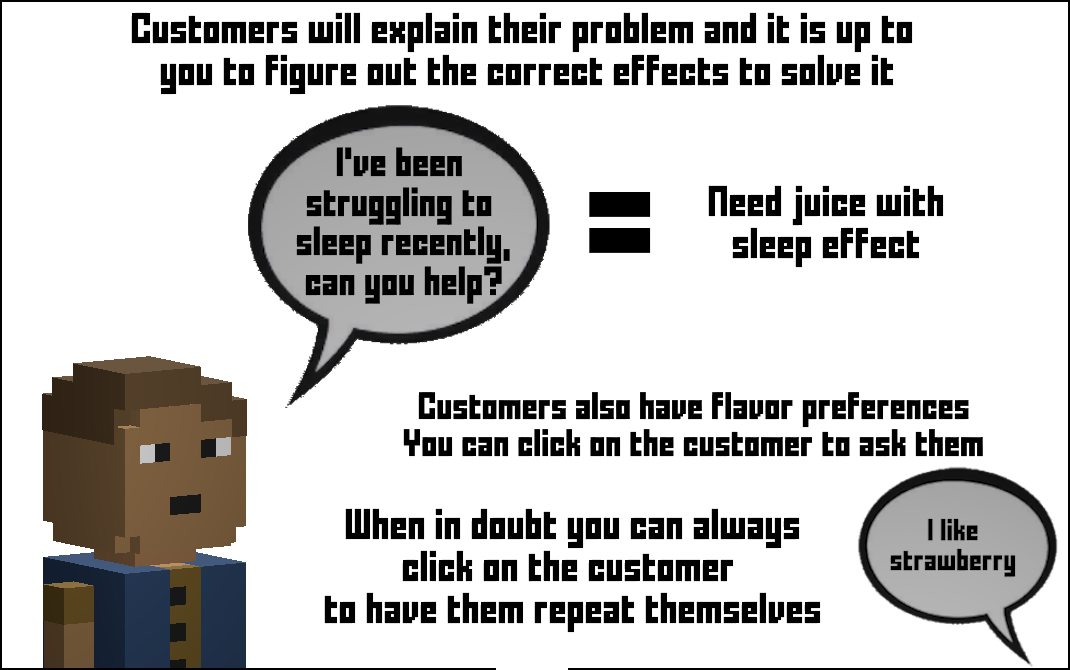 Customers will explain their problem and it is up to
you to figure out the correct effects to solve it
I've been
struggling to
sleep recently,
can you help?
=
Need juice with
sleep effect
Customers also have flavor preferences
You can click on the customer to ask them
When in doubt you can always
click on the customer
to have them repeat themselves
I like
strawberry